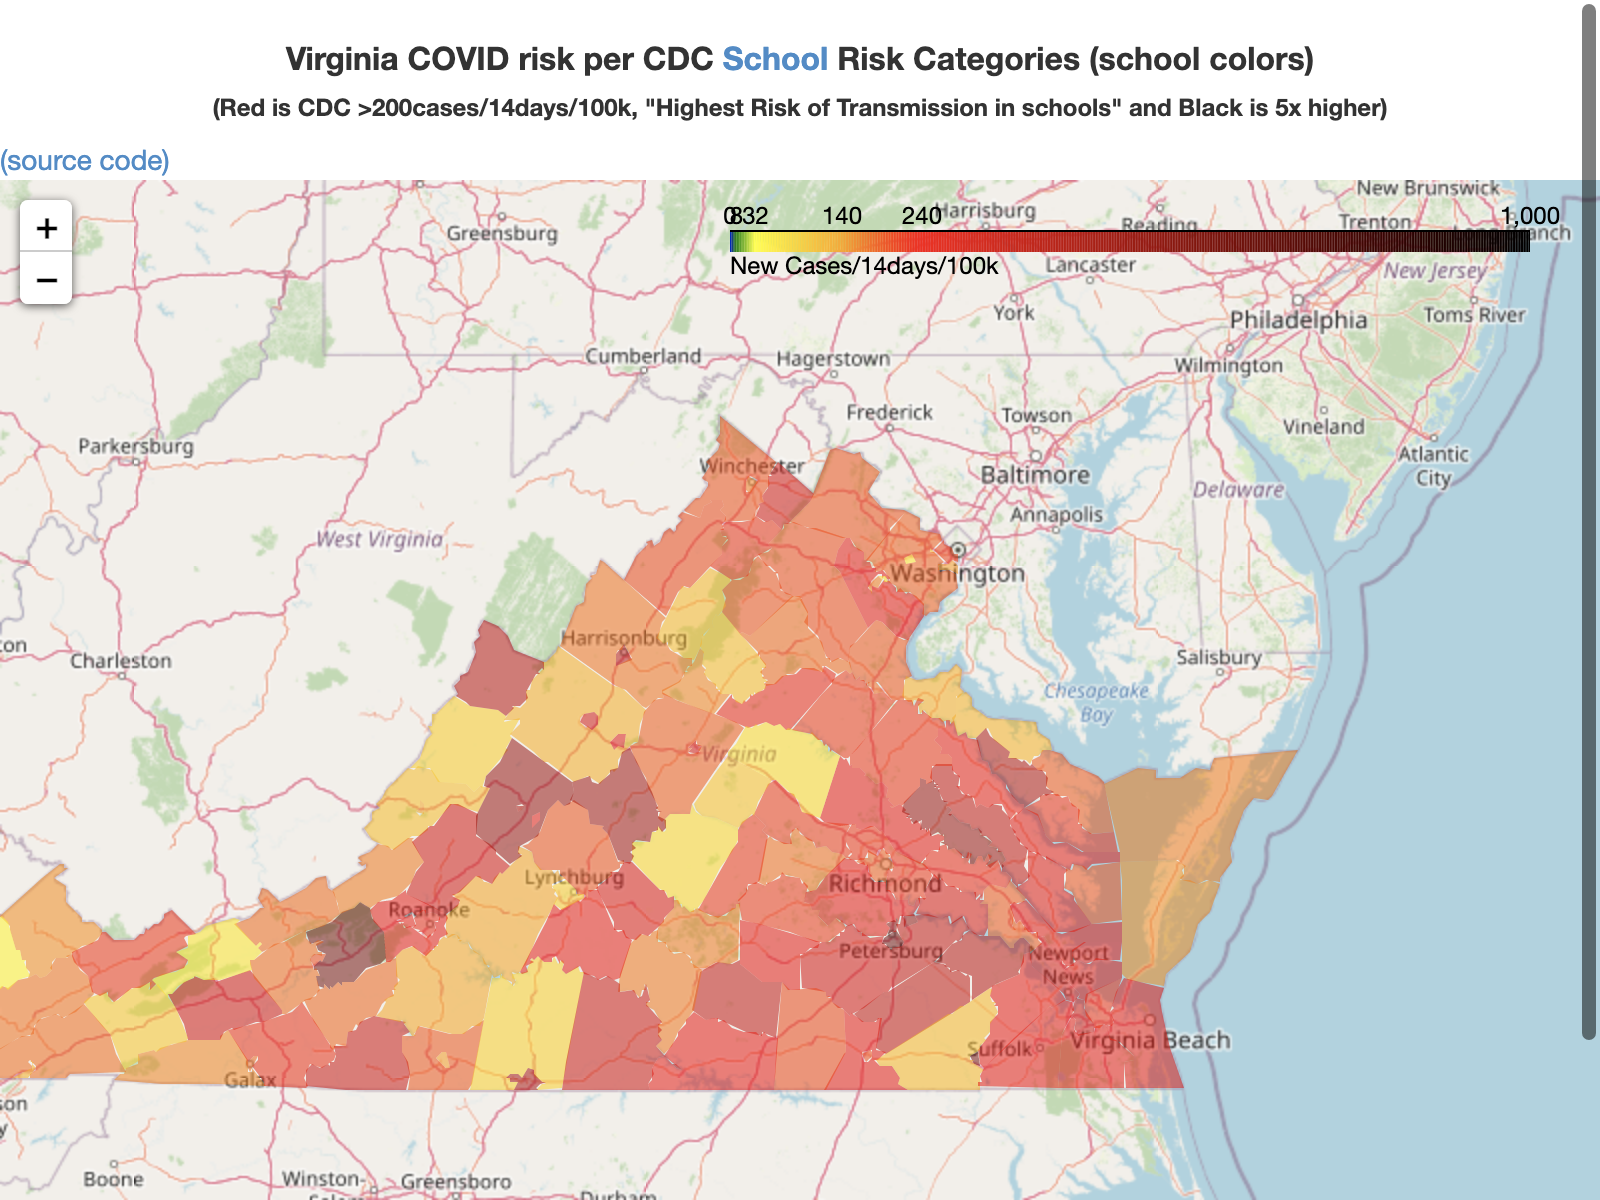 Virginia COVID risk per CDC School Risk Categories (school colors)
(Red is CDC >200cases/14days/100k, "Highest Risk of Transmission in schools" and Black is 5x higher)
(source code)
+
−
0 8 32 140 240 1,000
New Cases/14days/100k
New Brunswick
Harrisburg
Reading
Trenton
Greensburg
Lancaster
New Jersey
York
Philadelphia
Toms River
Cumberland
Hagerstown
Wilmington
Frederick
Towson
Vineland
Parkersburg
Winchester
Baltimore
Atlantic
City
Delaware
Annapolis
West Virginia
Washington
Harrisonburg
Charleston
Salisbury
Chesapeake
Bay
Virginia
Lynchburg
Richmond
Roanoke
Petersburg
Newport
News
Virginia Beach
Suffolk
Galax
Boone
Winston-
Greensboro
Durham